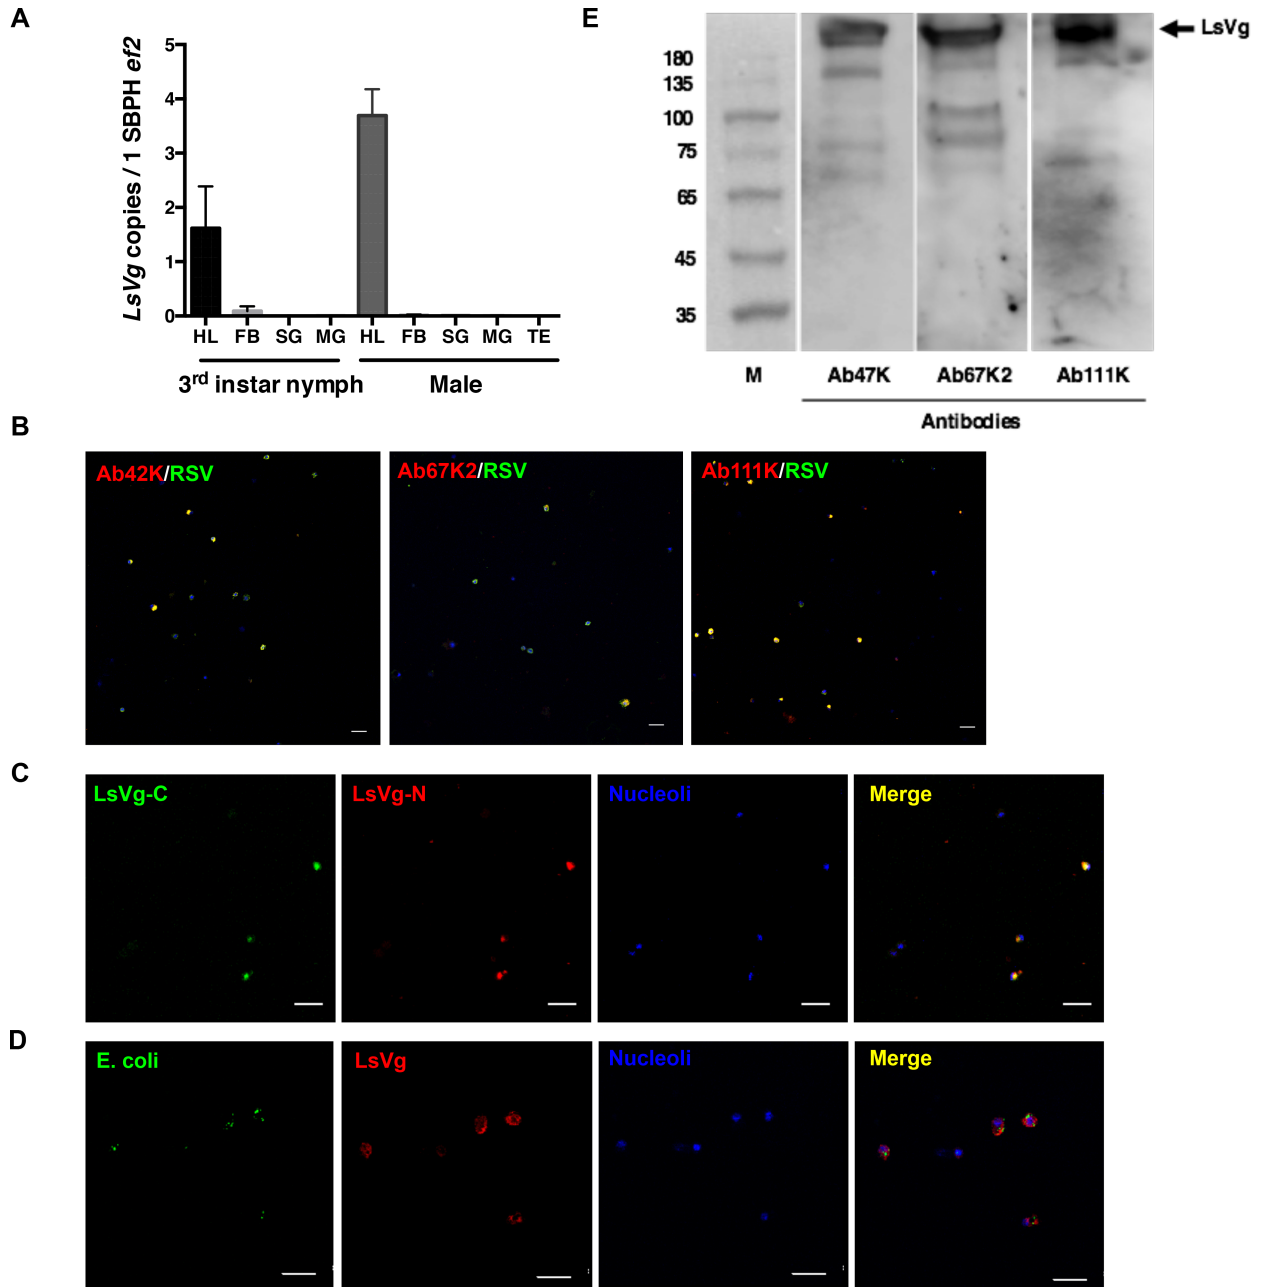 A
LsVg copies / 1 SBPH ef2
5
4
3
2
1
0
HL FB SG MG HL FB SG MG TE
3rd instar nymph Male
E
180
135
100
75
65
45
35
LsVg
M Ab47K Ab67K2 Ab111K
Antibodies
B
Ab42K/RSV Ab67K2/RSV Ab111K/RSV
C
LsVg-C LsVg-N Nucleoli Merge
D
E. coli LsVg Nucleoli Merge